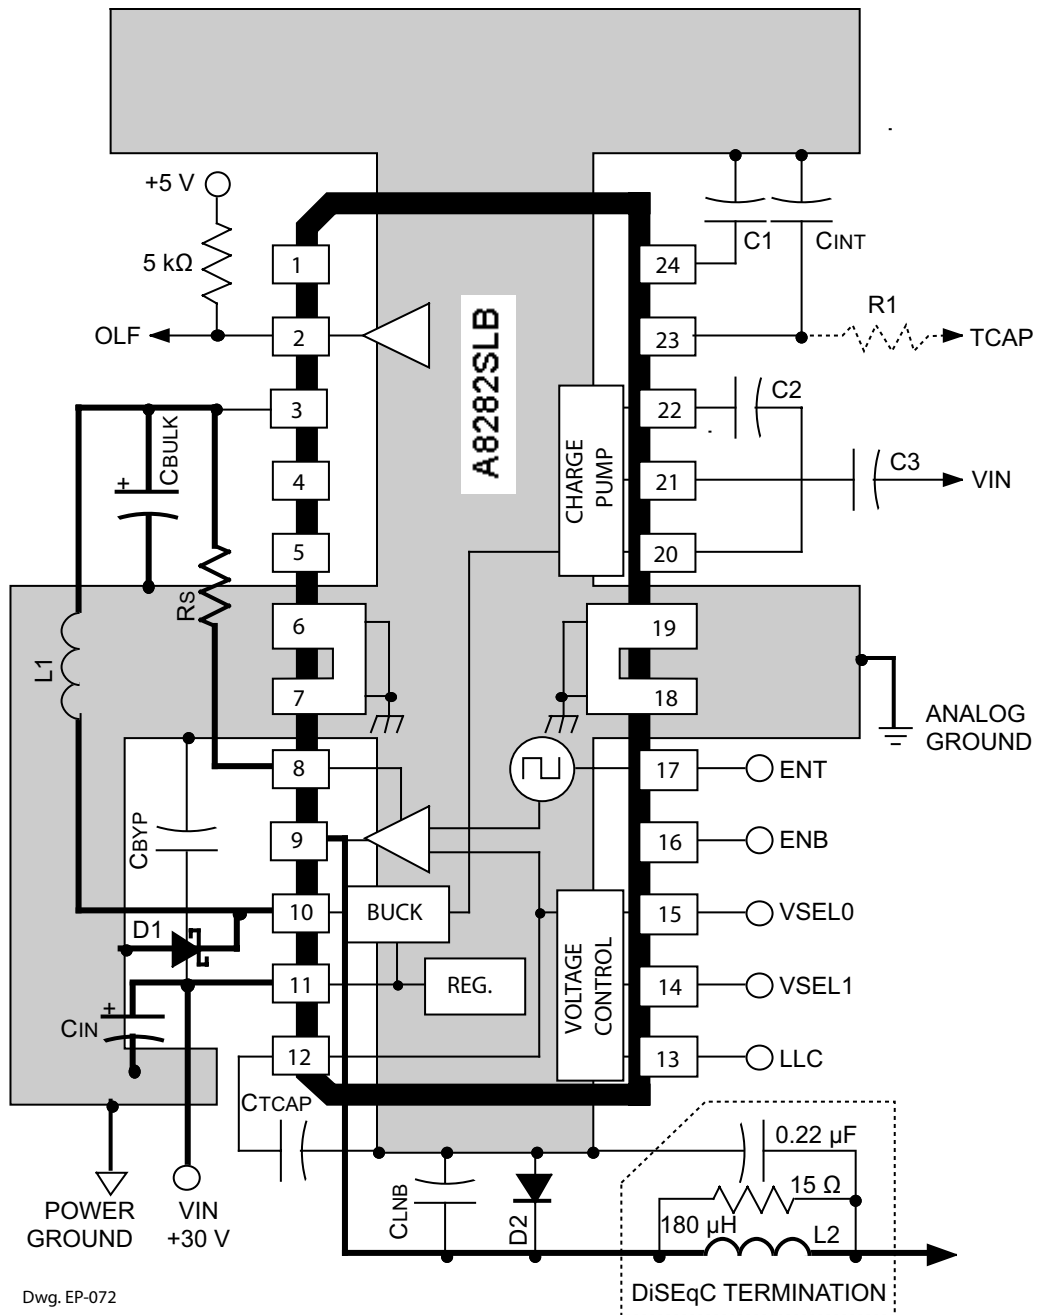 +5 V
5 kΩ
OLF
C1
CINT
R1
TCAP
A8282SLB
1
2
3
4
5
6
7
8
9
10
11
12
24
23
22
21
20
19
18
17
16
15
14
13
CBULK
RS
L1
CHARGE
PUMP
C2
C3
VIN
ANALOG
GROUND
ENT
ENB
VSEL0
VSEL1
LLC
CBYP
D1
BUCK
REG.
VOLTAGE
CONTROL
+
+
CIN
CTCAP
POWER
GROUND
VIN
+30 V
CLNB
D2
0.22 µF
15 Ω
180 µH
L2
DiSEqC TERMINATION
Dwg. EP-072